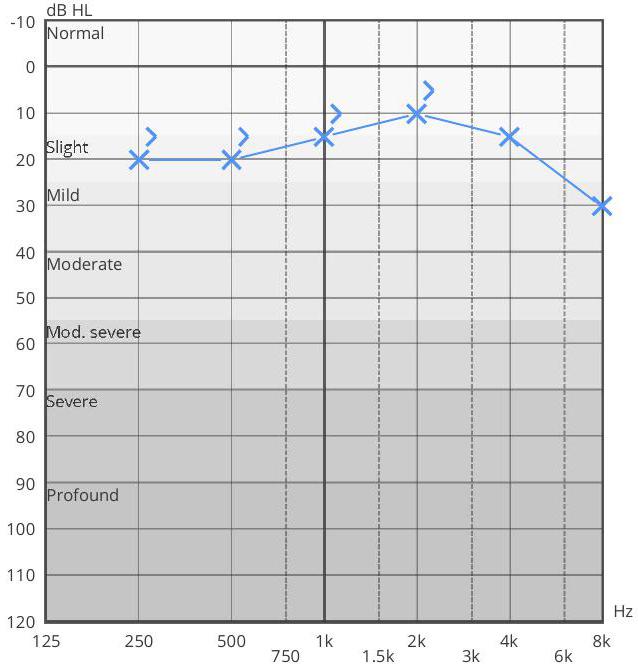 dB HL
-10
Normal
0
10
Slight
20
Mild
30
40
Moderate
50
Mod. severe
60
70
Severe
80
90
Profound
100
110
120
Hz
125 250 500 1k 2k 4k 8k
750 1.5k 3k 6k